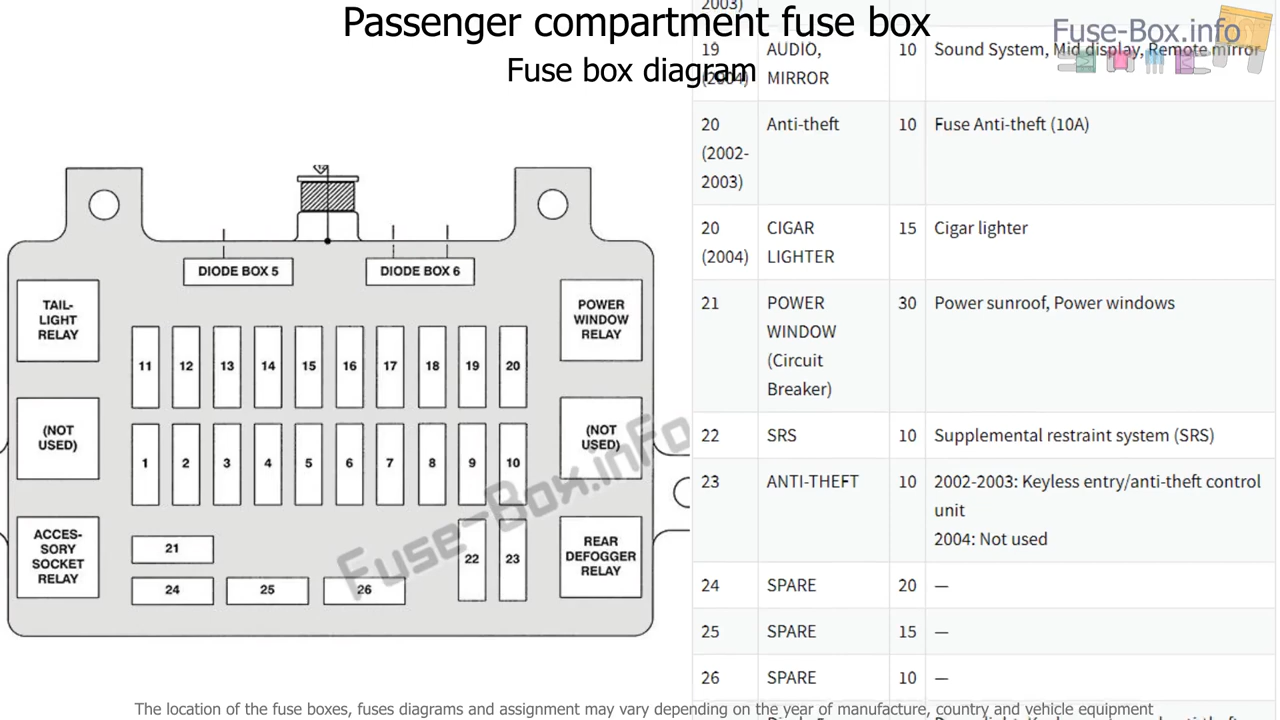 Passenger compartment fuse box
Fuse box diagram
Fuse-Box.info
DIODE BOX 5
DIODE BOX 6
TAIL-
LIGHT
RELAY
POWER
WINDOW
RELAY
11 12 13 14 15 16 17 18 19 20
(NOT
USED)
(NOT
USED)
1 2 3 4 5 6 7 8 9 10
ACCES-
SORY
SOCKET
RELAY
REAR
DEFOGGER
RELAY
21
22 23
24 25 26
Fuse-Box.info
2003)
19 AUDIO, 10 Sound System, Mid display, Remote mirror
(2004) MIRROR
20 Anti-theft 10 Fuse Anti-theft (10A)
(2002-
2003)
20 CIGAR 15 Cigar lighter
(2004) LIGHTER
21 POWER 30 Power sunroof, Power windows
WINDOW
(Circuit
Breaker)
22 SRS 10 Supplemental restraint system (SRS)
23 ANTI-THEFT 10 2002-2003: Keyless entry/anti-theft control
unit
2004: Not used
24 SPARE 20 —
25 SPARE 15 —
26 SPARE 10 —
The location of the fuse boxes, fuses diagrams and assignment may vary depending on the year of manufacture, country and vehicle equipment